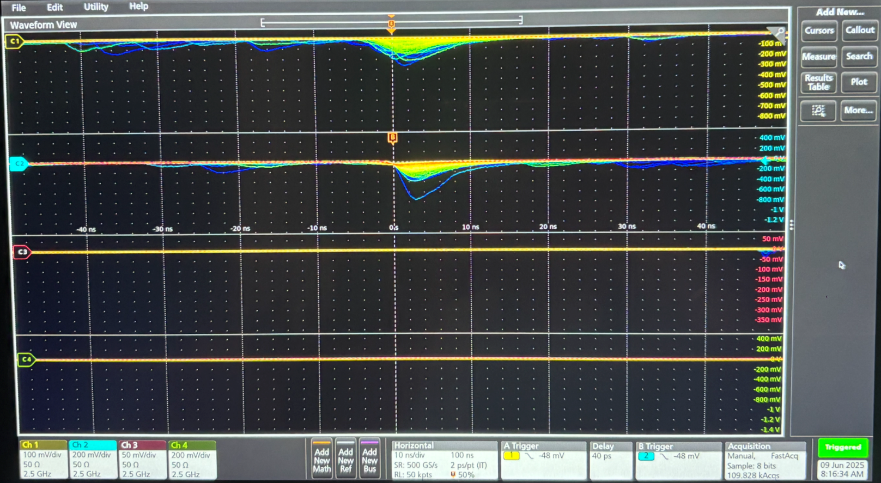 File Edit Utility Help
Add New...
Waveform View
Cursors Callout
C1
-100 mV
-200 mV
-300 mV
-400 mV
-500 mV
-600 mV
-700 mV
-800 mV
Measure Search
Results Table Plot
More...
B
C2
400 mV
200 mV
-200 mV
-400 mV
-600 mV
-800 mV
-1 V
-1.2 V
-40 ns -20 ns -10 ns 0 s 10 ns 20 ns 30 ns 40 ns
C3
50 mV
-50 mV
-100 mV
-150 mV
-200 mV
-250 mV
-300 mV
-350 mV
C4
400 mV
200 mV
0 V
-200 mV
-400 mV
-600 mV
-800 mV
-1 V
-1.2 V
-1.4 V
Ch 1
100 mV/div
50 Ω
2.5 GHz
Ch 2
200 mV/div
50 Ω
2.5 GHz
Ch 3
50 mV/div
50 Ω
2.5 GHz
Ch 4
200 mV/div
50 Ω
2.5 GHz
Add New Math
Add New Ref
Add New Bus
Horizontal
10 ns/div 100 ns
SR: 500 GS/s 2 ps/pt (IT)
RL: 50 kpts 50%
A Trigger
1 -48 mV
Delay
40 ps
B Trigger
2 -48 mV
Acquisition
Manual, FastAcq
Sample: 8 bits
109.828 kAcqs
Triggered
09 Jun 2025
8:16:34 AM